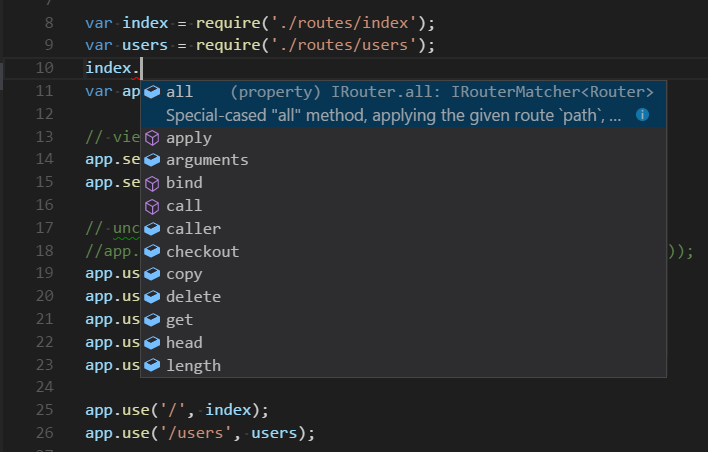 7
8 var index = require('./routes/index');
9 var users = require('./routes/users');
10 index.
11 var ap
all (property) IRouter.all: IRouterMatcher<Router>
Special-cased "all" method, applying the given route `path`, ...
12
13 // vie
apply
14 app.se
arguments
15 app.se
bind
16
call
17 // unc
caller
18 //app. ));
checkout
19 app.us
copy
20 app.us
delete
21 app.us
get
22 app.us
head
23 app.us
length
24
25 app.use('/', index);
26 app.use('/users', users);